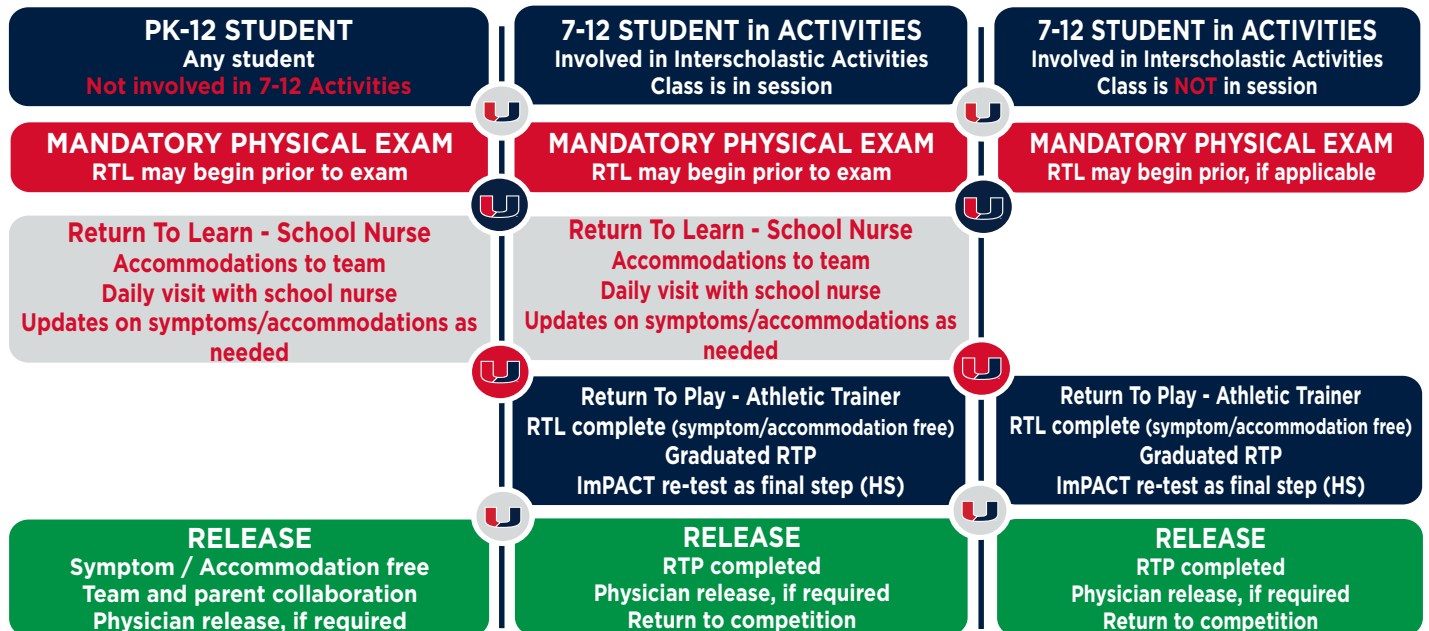 PK-12 STUDENT
Any student
Not involved in 7-12 Activities
MANDATORY PHYSICAL EXAM
RTL may begin prior to exam
Return To Learn - School Nurse
Accommodations to team
Daily visit with school nurse
Updates on symptoms/accommodations as
needed
RELEASE
Symptom / Accommodation free
Team and parent collaboration
Physician release, if required
7-12 STUDENT in ACTIVITIES
Involved in Interscholastic Activities
Class is in session
MANDATORY PHYSICAL EXAM
RTL may begin prior to exam
Return To Learn - School Nurse
Accommodations to team
Daily visit with school nurse
Updates on symptoms/accommodations as
needed
Return To Play - Athletic Trainer
RTL complete (symptom/accommodation free)
Graduated RTP
ImPACT re-test as final step (HS)
RELEASE
RTP completed
Physician release, if required
Return to competition
7-12 STUDENT in ACTIVITIES
Involved in Interscholastic Activities
Class is NOT in session
MANDATORY PHYSICAL EXAM
RTL may begin prior, if applicable
Return To Play - Athletic Trainer
RTL complete (symptom/accommodation free)
Graduated RTP
ImPACT re-test as final step (HS)
RELEASE
RTP completed
Physician release, if required
Return to competition
U
U
U
U
U
U
U
U